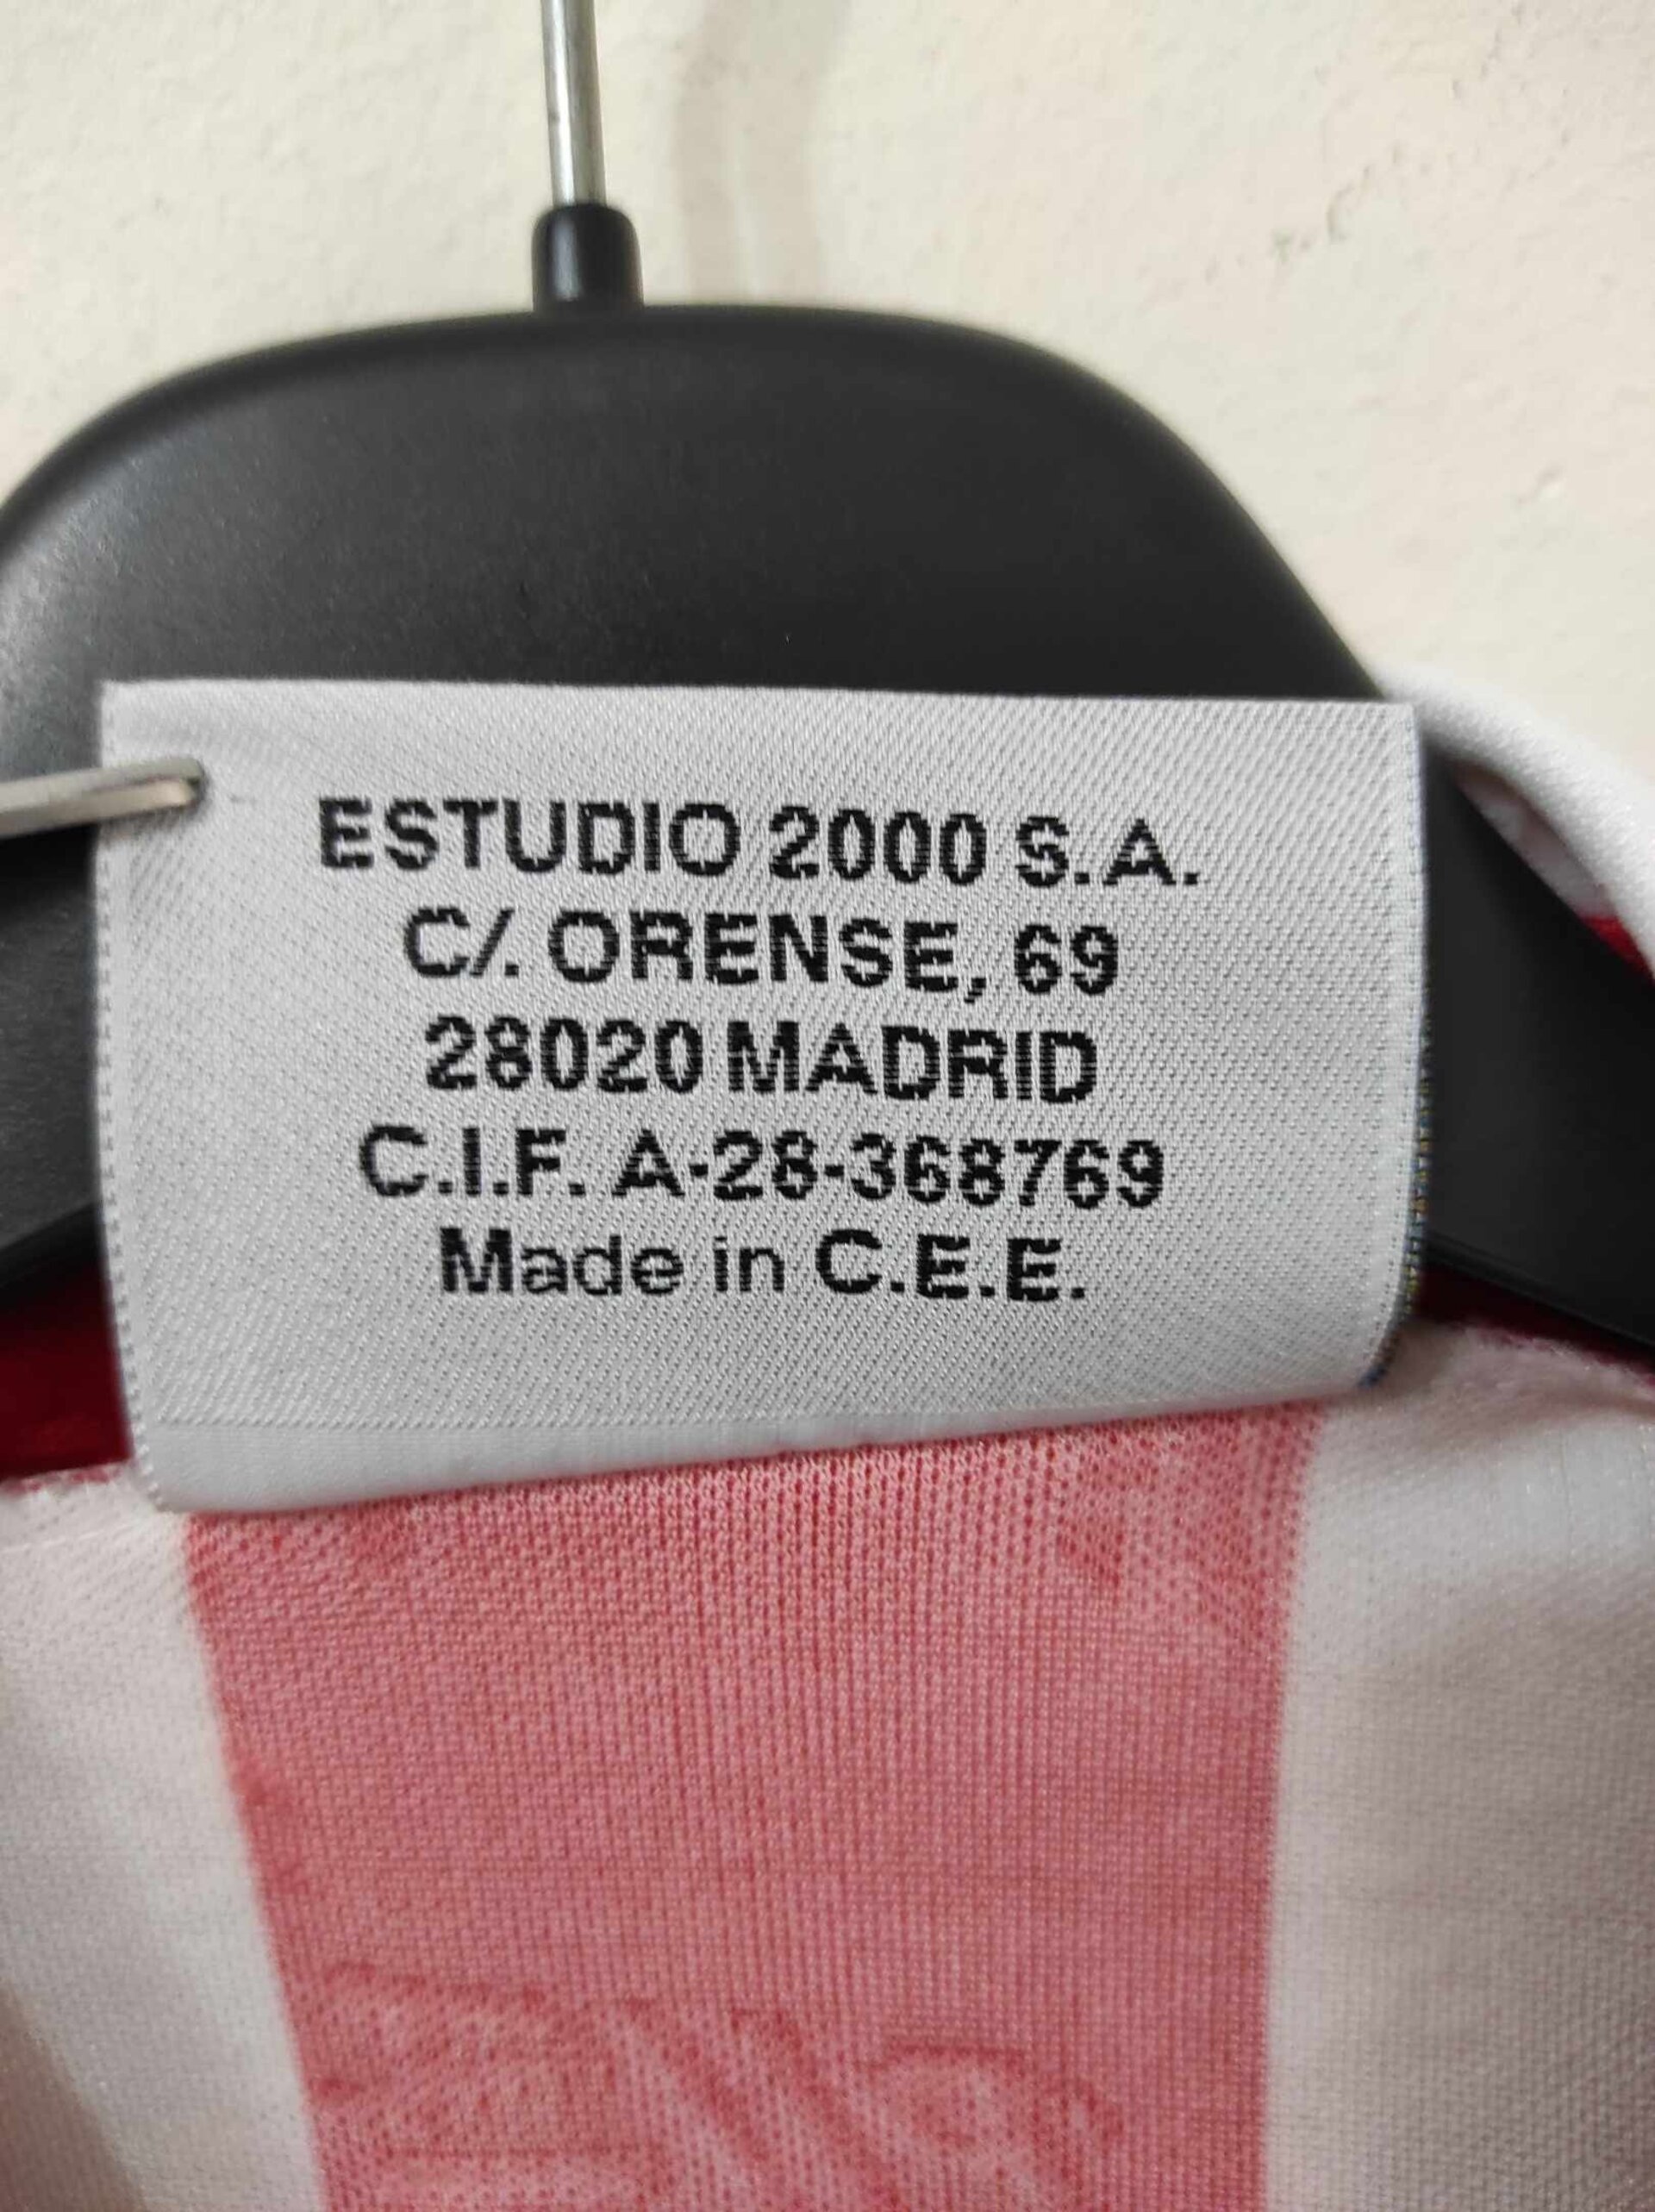 ESTUDIO 2000 S.A.
C/. ORENSE, 69
28020 MADRID
C.I.F. A-28-368769
Made in C.E.E.